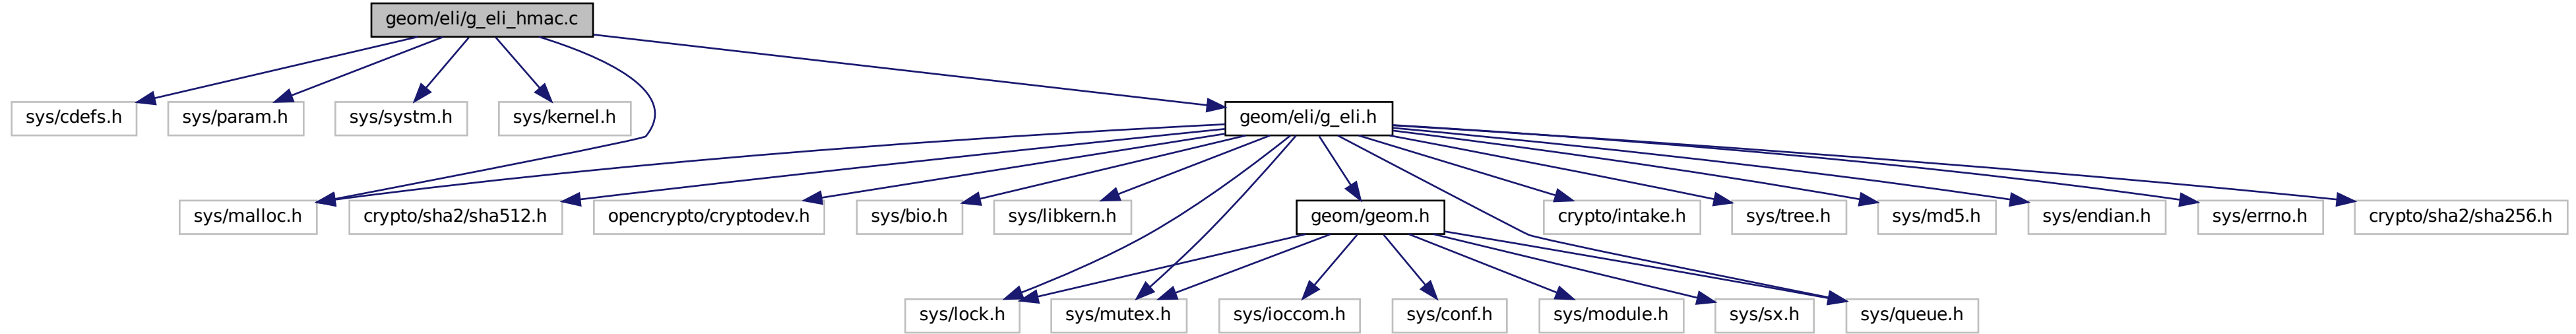 geom/eli/g_eli_hmac.c
sys/cdefs.h
sys/param.h
sys/systm.h
sys/kernel.h
geom/eli/g_eli.h
sys/malloc.h
crypto/sha2/sha512.h
opencrypto/cryptodev.h
sys/bio.h
sys/libkern.h
geom/geom.h
crypto/intake.h
sys/tree.h
sys/md5.h
sys/endian.h
sys/errno.h
crypto/sha2/sha256.h
sys/lock.h
sys/mutex.h
sys/ioccom.h
sys/conf.h
sys/module.h
sys/sx.h
sys/queue.h